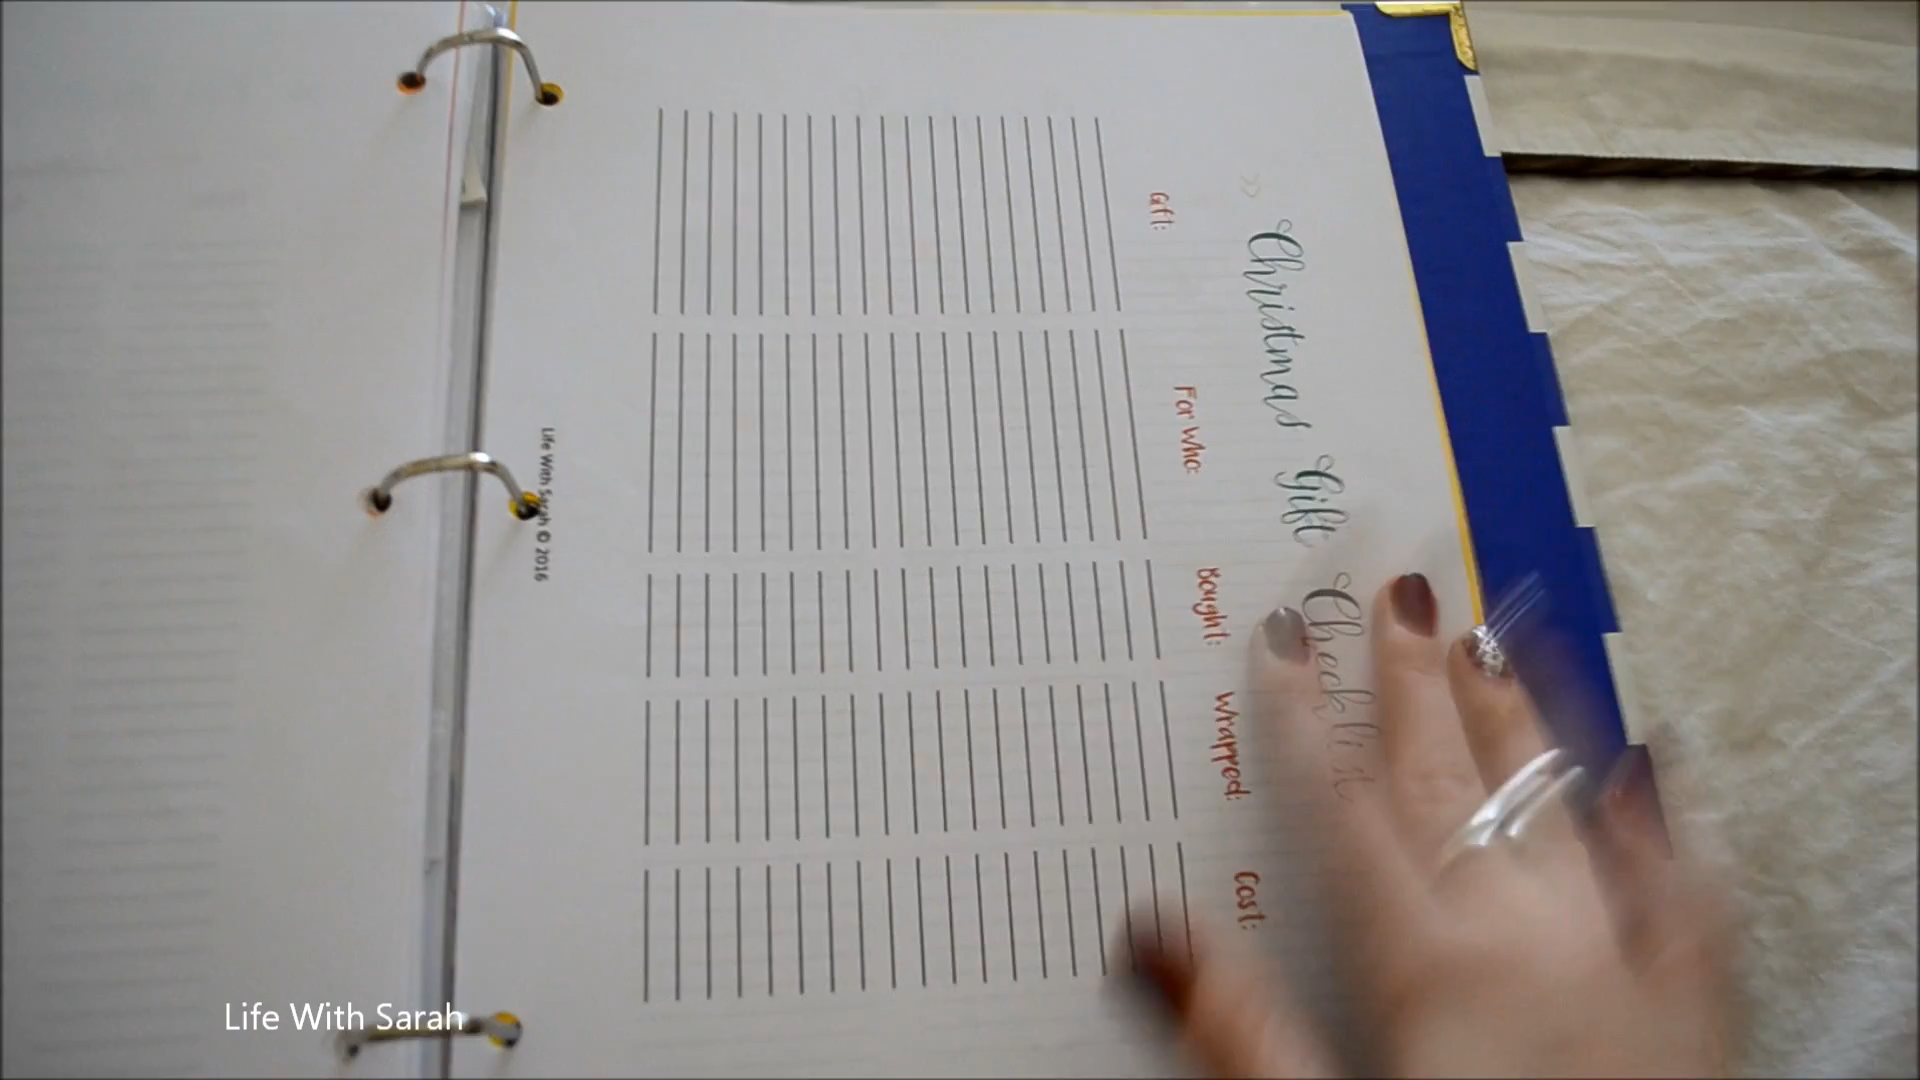 Christmas Gift Checklist
Gift:
For Who:
Bought:
Wrapped:
Cost:
Life With Sarah © 2016
Life With Sarah